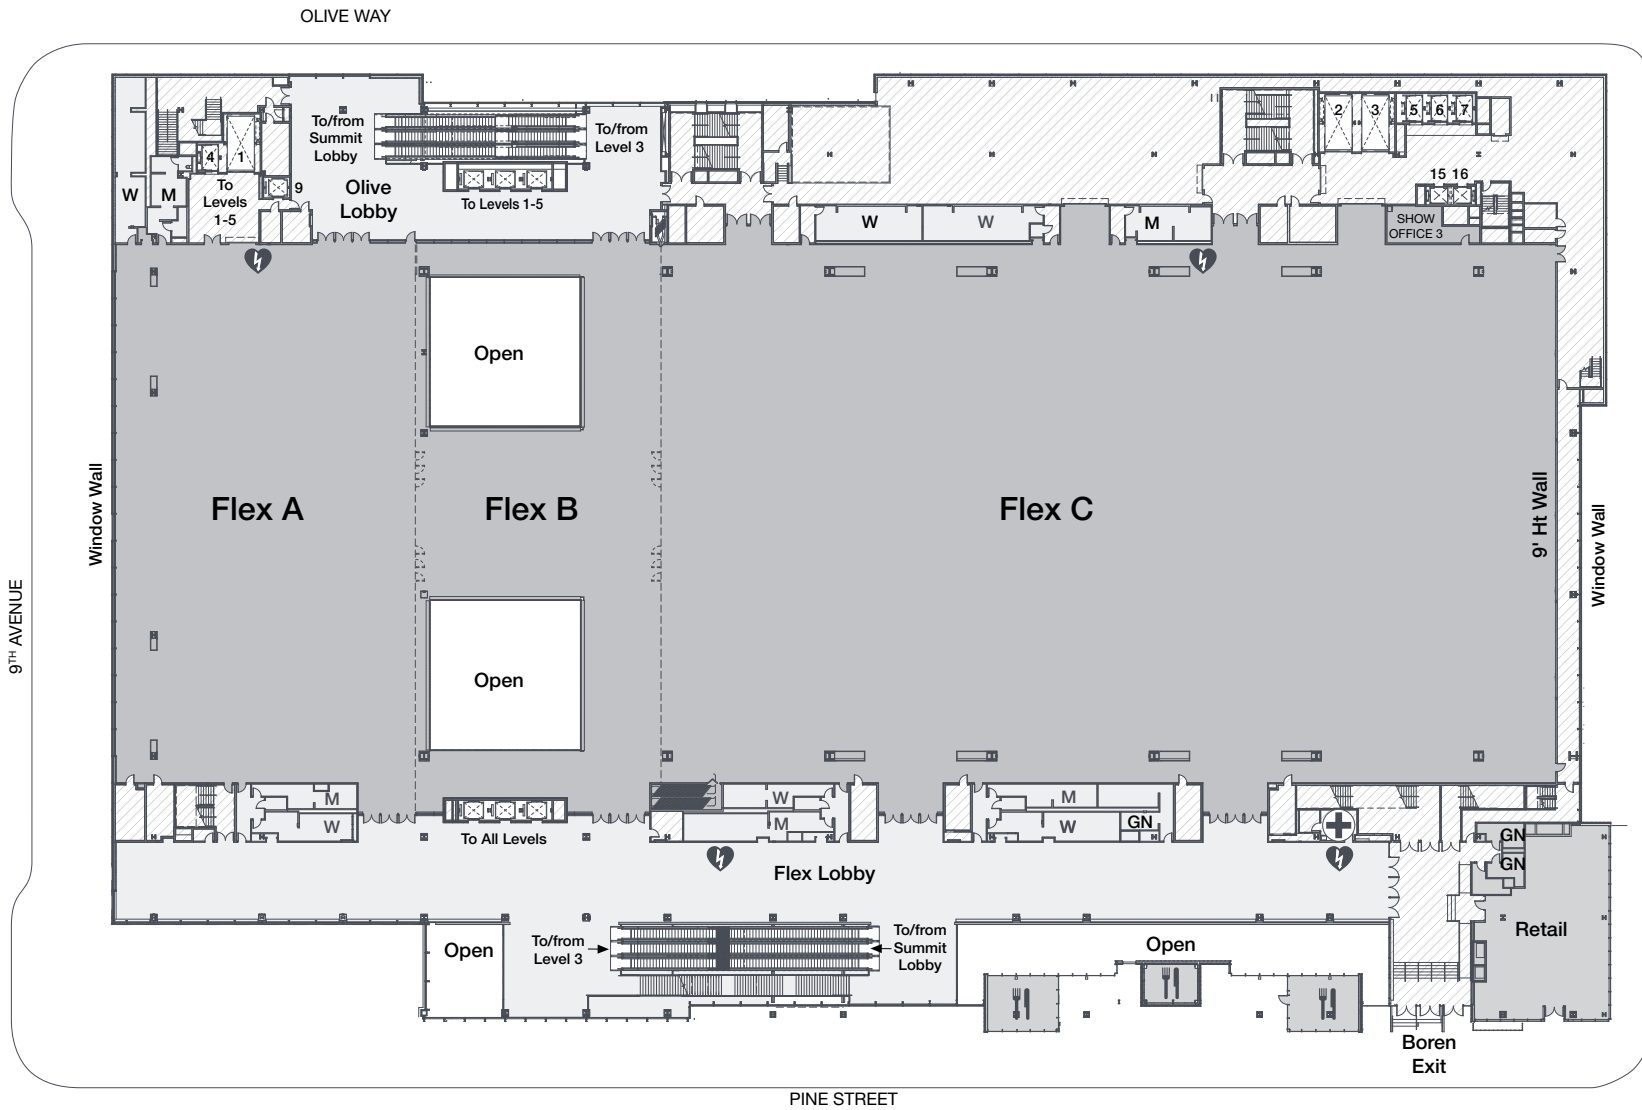 OLIVE WAY
To/from
Summit
Lobby
To/from
Level 3
2
3
5
6
7
4
1
To
Levels
1-5
9
W
M
Olive
Lobby
To Levels 1-5
15 16
W
W
M
SHOW
OFFICE 3
Open
Flex A
Flex B
Flex C
Window Wall
9' Ht Wall
Window Wall
9TH AVENUE
Open
M
W
To All Levels
W
M
M
W
GN
GN
GN
Flex Lobby
Retail
Open
To/from
Level 3
To/from
Summit
Lobby
Open
Boren
Exit
PINE STREET